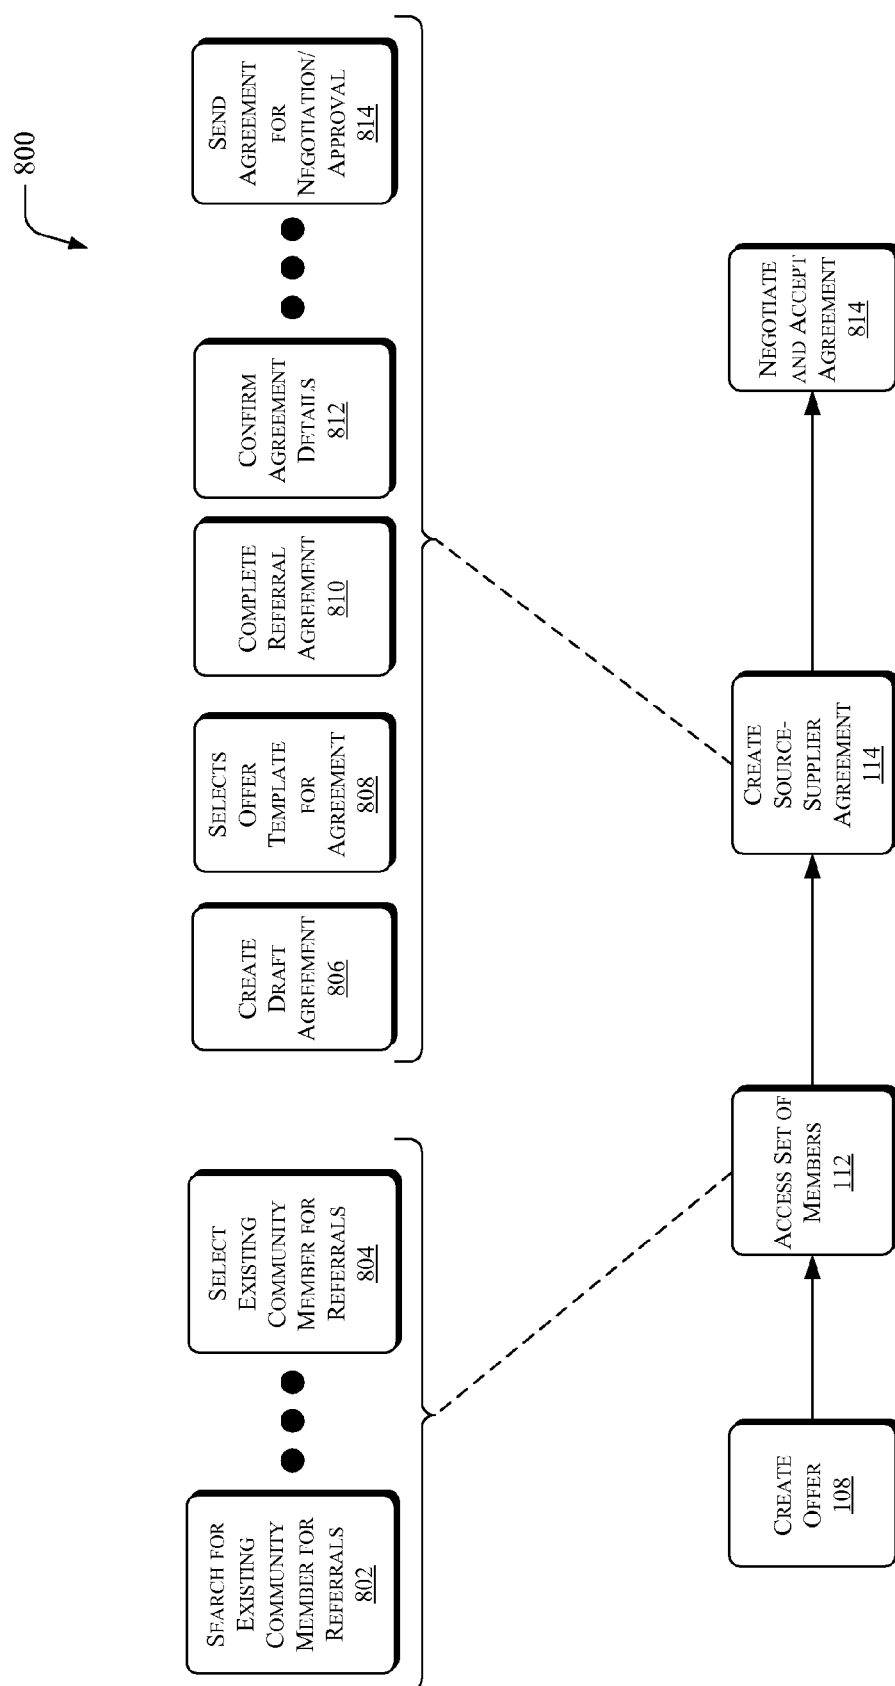 800
SEARCH FOR
EXISTING
COMMUNITY
MEMBER FOR
REFERRALS
802
SELECT
EXISTING
COMMUNITY
MEMBER FOR
REFERRALS
804
CREATE
DRAFT
AGREEMENT
806
SELECTS
OFFER
TEMPLATE
FOR
AGREEMENT
808
COMPLETE
REFERRAL
AGREEMENT
810
CONFIRM
AGREEMENT
DETAILS
812
SEND
AGREEMENT
FOR
NEGOTIATION/
APPROVAL
814
CREATE
OFFER
108
ACCESS SET OF
MEMBERS
112
CREATE
SOURCE-
SUPPLIER
AGREEMENT
114
NEGOTIATE
AND ACCEPT
AGREEMENT
814